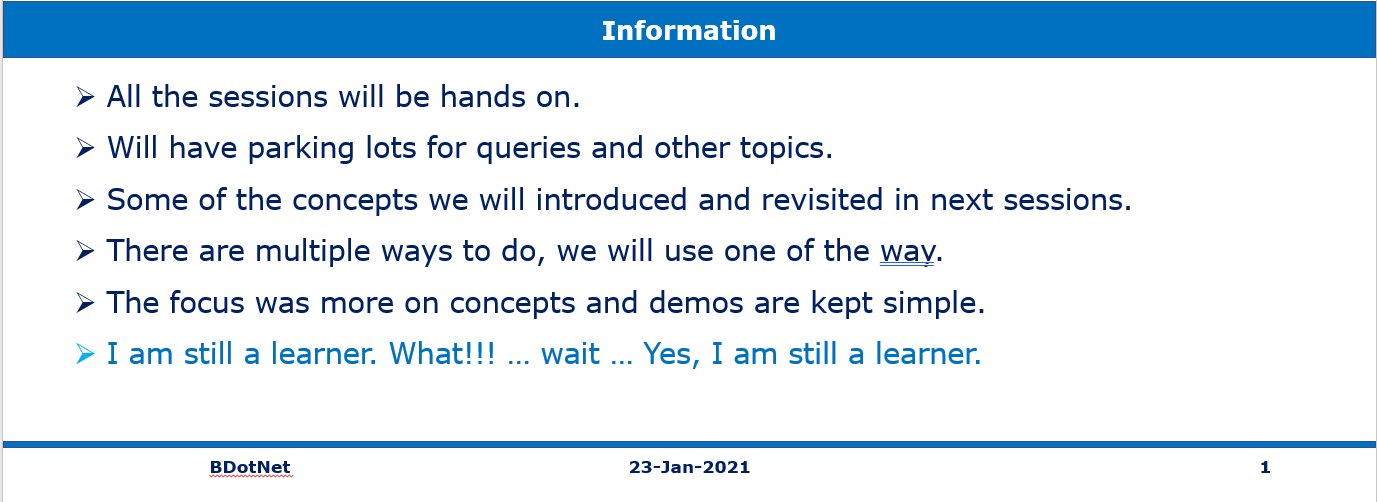 Information
All the sessions will be hands on.
Will have parking lots for queries and other topics.
Some of the concepts we will introduced and revisited in next sessions.
There are multiple ways to do, we will use one of the way.
The focus was more on concepts and demos are kept simple.
I am still a learner. What!!! … wait … Yes, I am still a learner.
BDotNet 23-Jan-2021 1